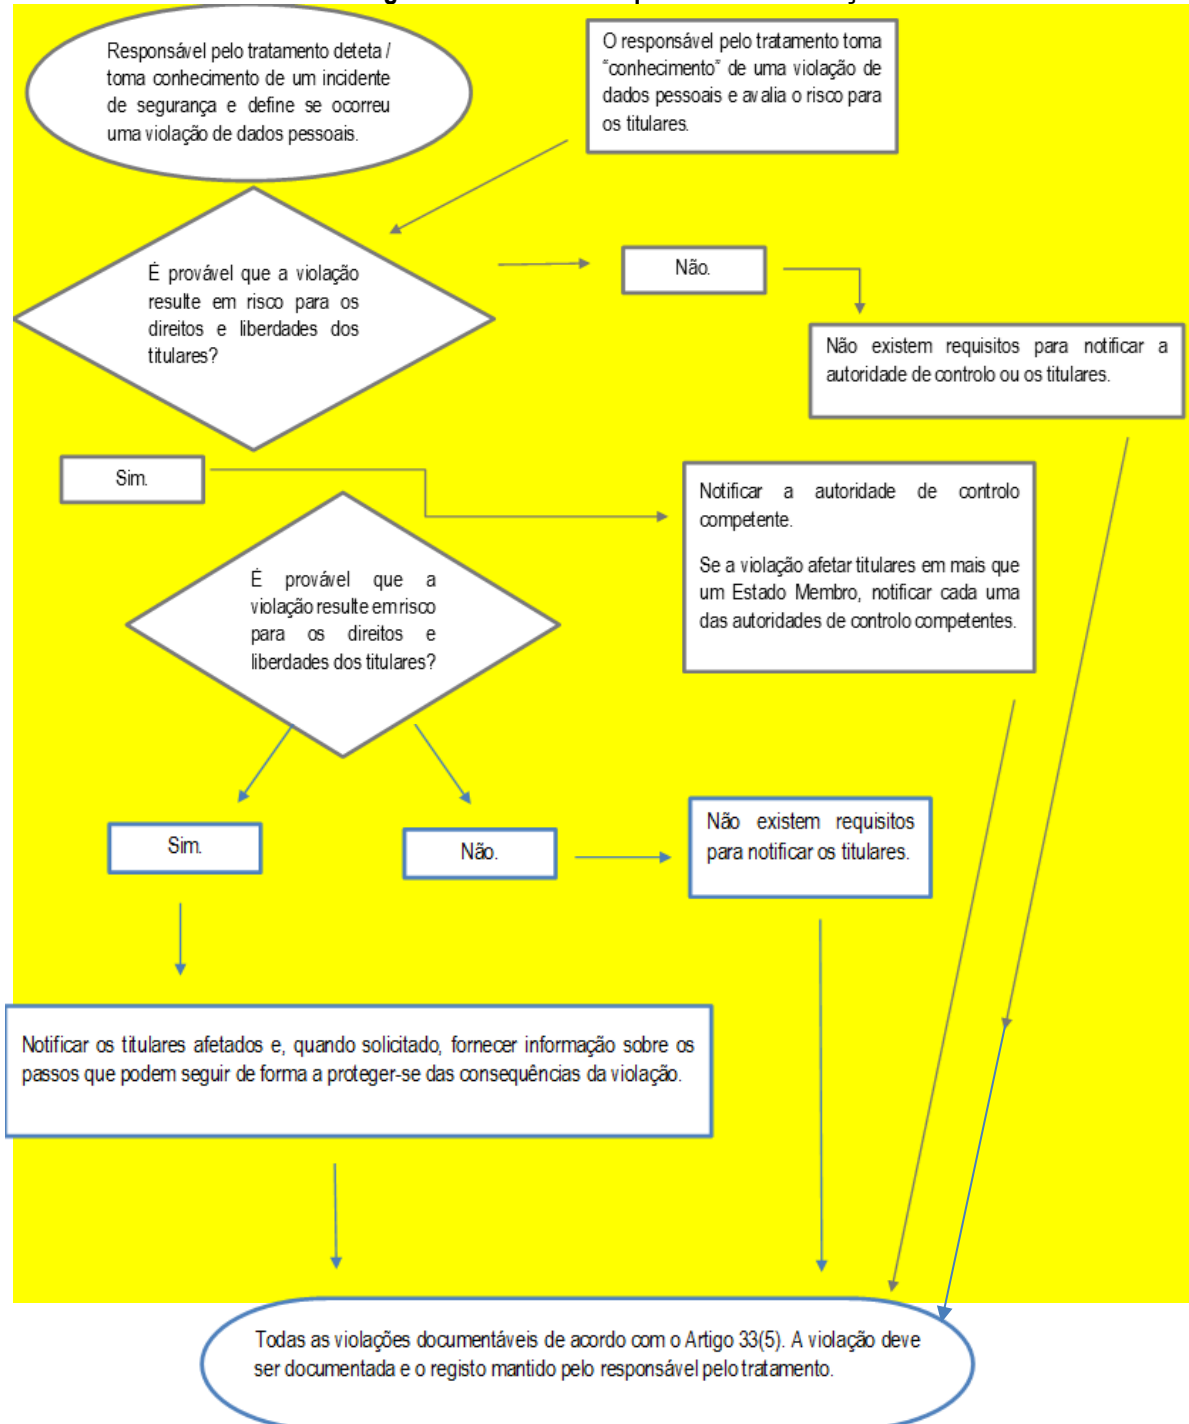 Responsável pelo tratamento deteta /
toma conhecimento de um incidente
de segurança e define se ocorreu
uma violação de dados pessoais.
O responsável pelo tratamento toma
“conhecimento” de uma violação de
dados pessoais e avalia o risco para
os titulares.
É provável que a violação
resulte em risco para os
direitos e liberdades dos
titulares?
Não.
Não existem requisitos para notificar a
autoridade de controlo ou os titulares.
Sim.
Notificar a autoridade de controlo
competente.
Se a violação afetar titulares em mais que
um Estado Membro, notificar cada uma
das autoridades de controlo competentes.
É provável que a
violação resulte em risco
para os direitos e
liberdades dos titulares?
Sim.
Não.
Não existem requisitos
para notificar os titulares.
Notificar os titulares afetados e, quando solicitado, fornecer informação sobre os
passos que podem seguir de forma a proteger-se das consequências da violação.
Todas as violações documentáveis de acordo com o Artigo 33(5). A violação deve
ser documentada e o registo mantido pelo responsável pelo tratamento.